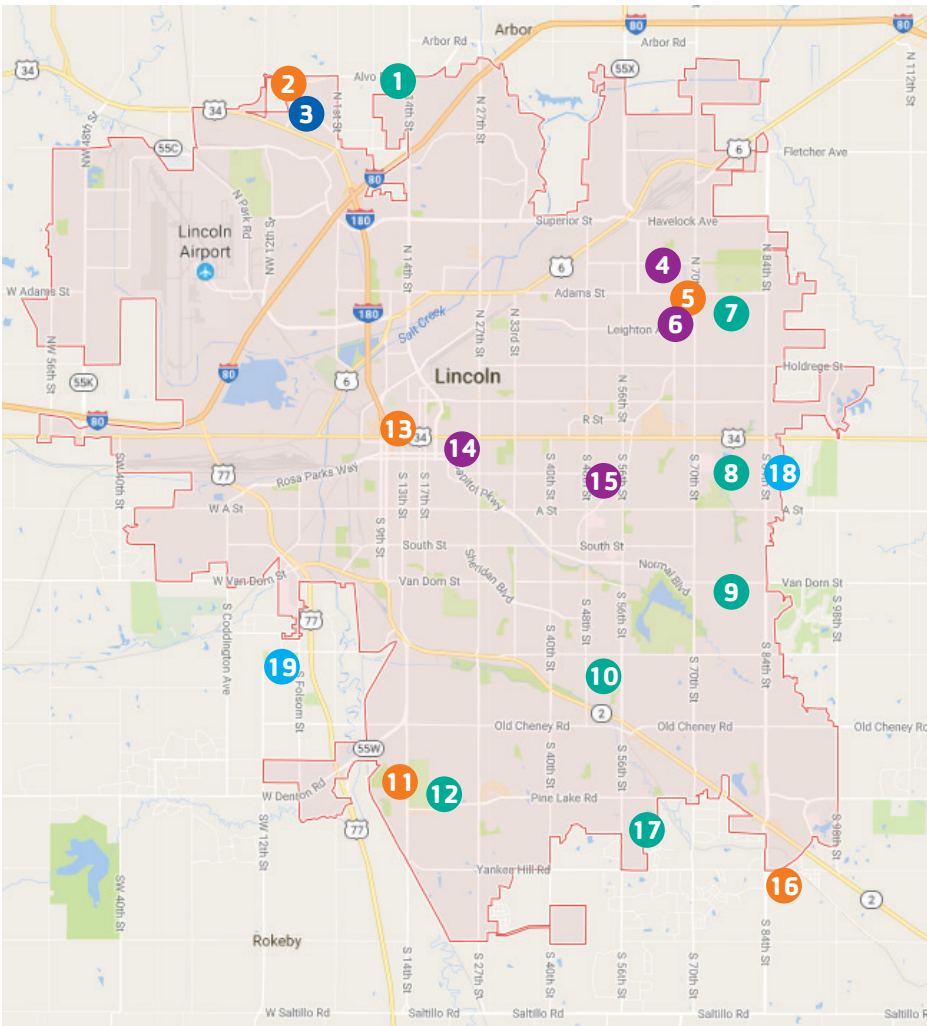 Arbor
80
80
Arbor Rd
Arbor Rd
34
55X
N 112th St
2
Alvo
1
14th St
3
34
N 1st St
N 27th St
6
Fletcher Ave
NW 48th St
55C
80
N Park Rd
NW 12th St
180
Superior St
Havelock Ave
Lincoln
Airport
N 14th St
4
6
N 70
N 84th St
W Adams St
Adams St
5
7
180
Salt Creek
N 27th St
N 33rd St
Leighton A
6
NW 56th St
80
6
Lincoln
Holdrege St
55K
N 56th St
80
R St
13
34
14
34
SW 40th St
77
Rosa Parks Way
Capitol Pkwy
S 40th St
S 48th St
15
S 56th St
S 70th St
8
S 84th St
18
S 13th St
S 17th St
W A St
A St
A St
S 9th St
South St
South St
Sheridan Blvd
Normal Blvd
W Van Dorn St
Van Dorn St
9
Van Dorn St
S Coddington Ave
77
S 40th St
S 48th St
S 56th St
S 98th St
19
S Folsom St
10
S 70th St
S 84th St
2
Old Cheney Rd
Old Cheney Rd
Old Cheney Rd
55W
S 40th St
S 56th St
11
12
W Denton Rd
Pine Lake Rd
SW 12th St
77
17
S 98th St
Yankee Hill Rd
16
SW 40th St
2
Rokeby
S 14th St
S 27th St
S 40th St
S 56th St
S 70th St
S 84th St
W Saltillo Rd
Saltillo Rd
Saltillo Rd
Saltillo Rd
Saltillo R